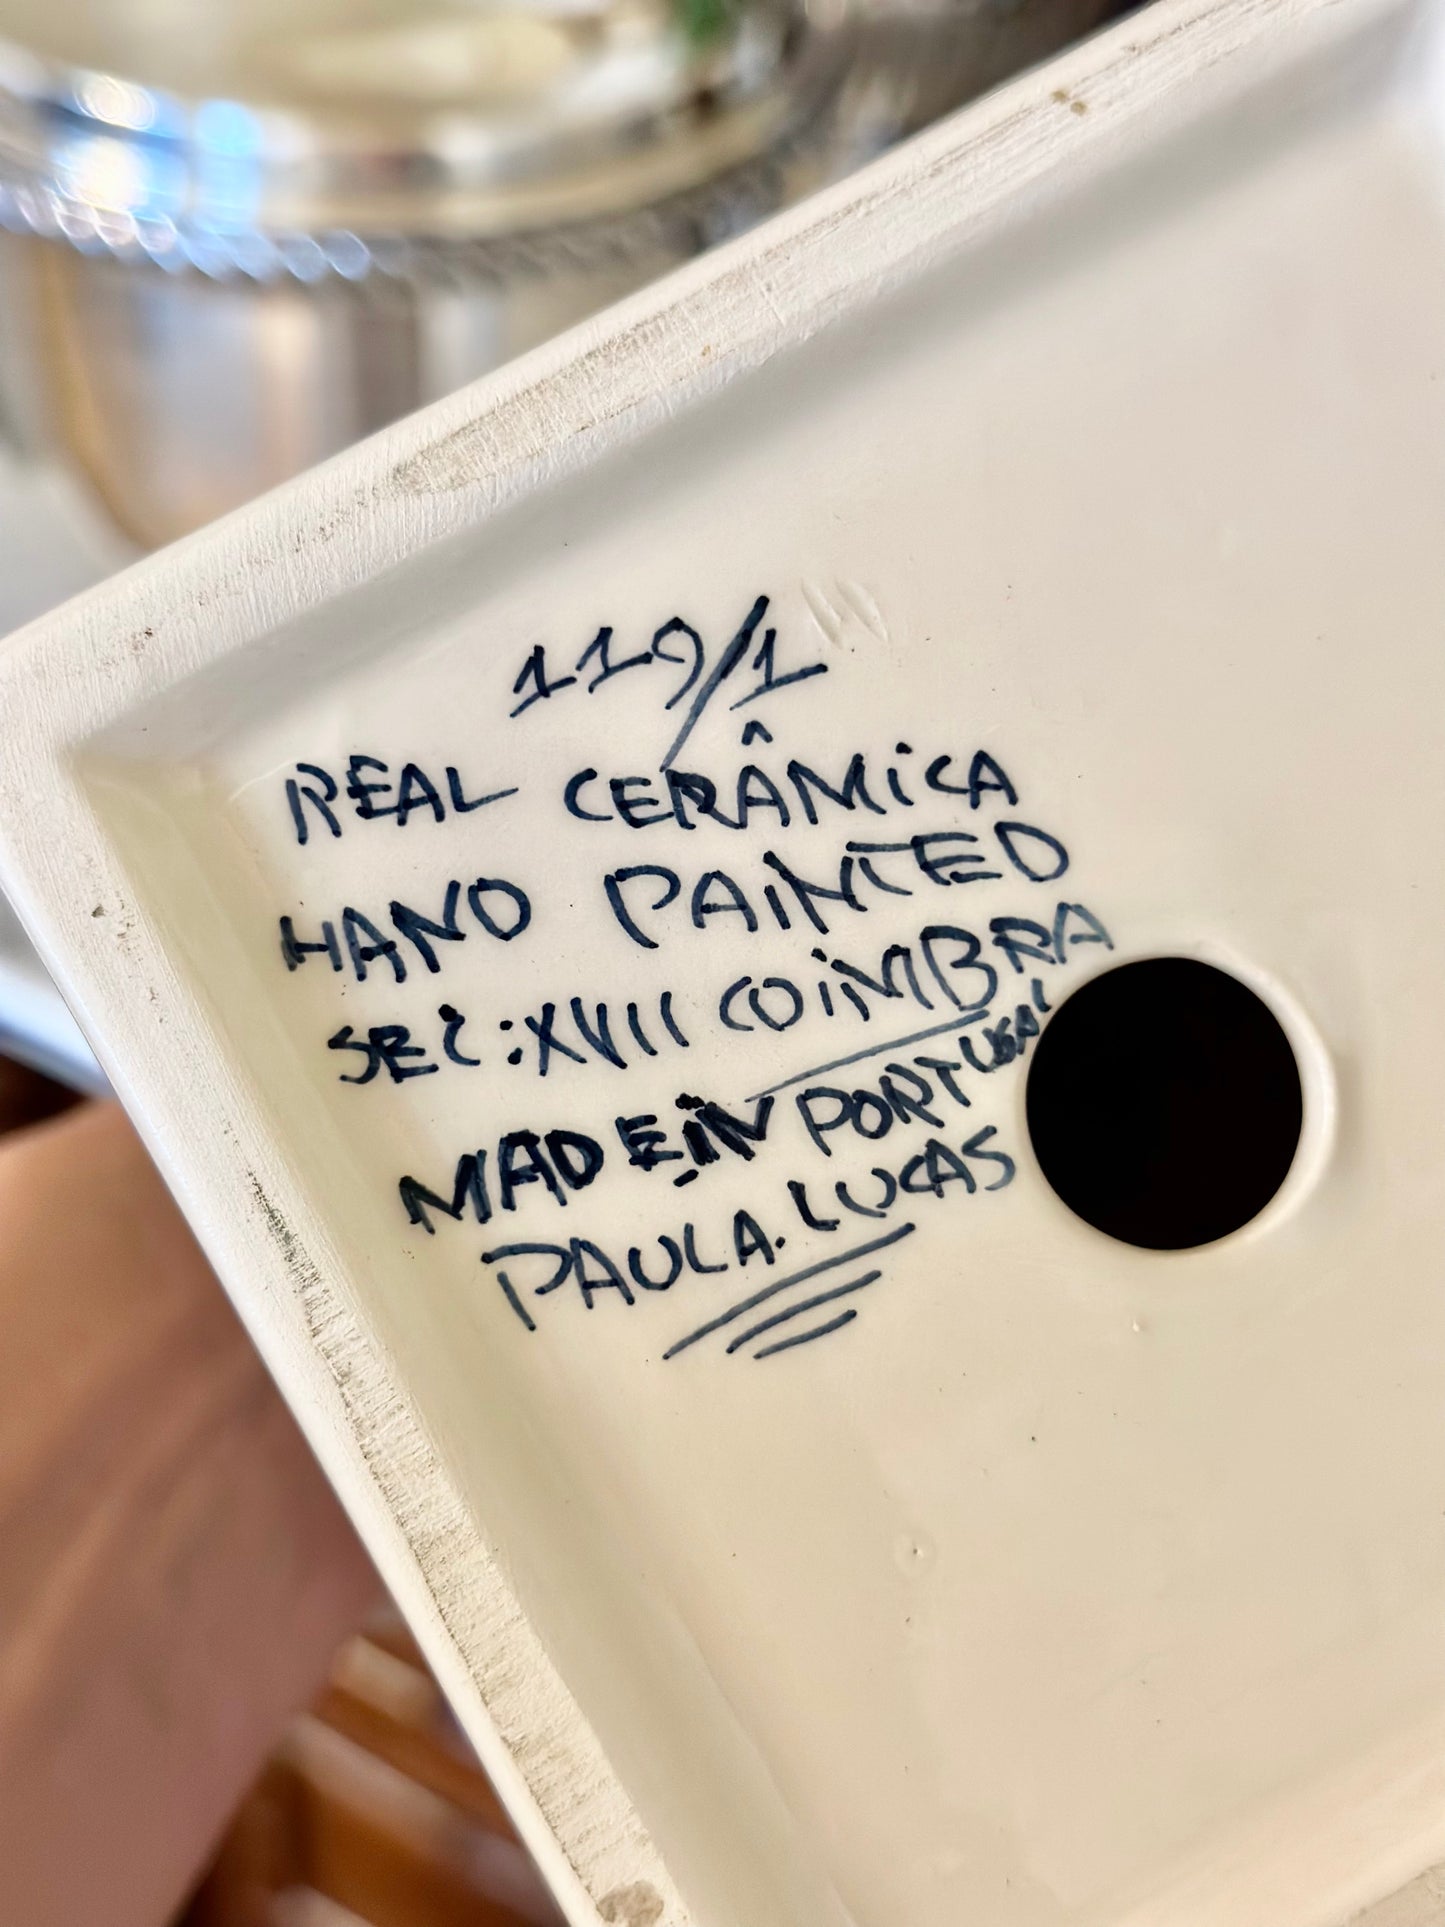 119/1
REAL CERÂMICA
HAND PAINTED
SEC: XVII COIMBRA
MADE IN PORTUGAL
PAULA. LUCAS